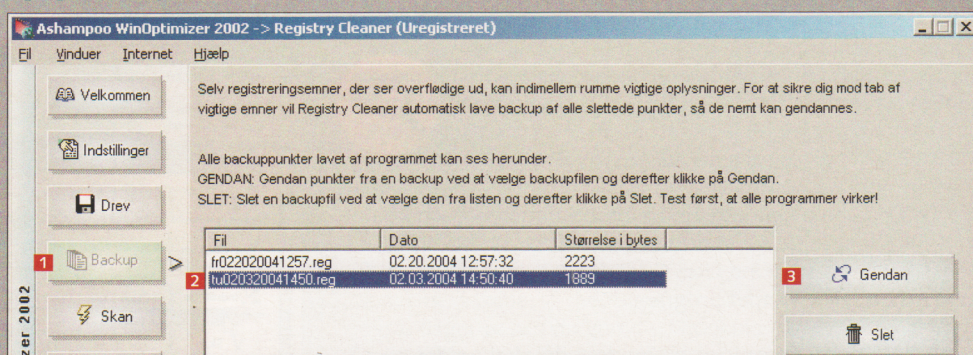 Ashampoo WinOptimizer 2002 -> Registry Cleaner (Uregistreret)
Fil Vinduer Internet Hjælp
Velkommen
Indstillinger
Drev
1 Backup >
Skan
zer 2002
Selv registreringsemner, der ser overflødige ud, kan indimellem rumme vigtige oplysninger. For at sikre dig mod tab af
vigtige emner vil Registry Cleaner automatisk lave backup af alle slettede punkter, så de nemt kan gendannes.
Alle backuppunkter lavet af programmet kan ses herunder.
GENDAN: Gendan punkter fra en backup ved at vælge backupfilen og derefter klikke på Gendan.
SLET: Slet en backupfil ved at vælge den fra listen og derefter klikke på Slet. Test først, at alle programmer virker!
Fil Dato Størrelse i bytes
fr022020041257.reg 02.20.2004 12:57:32 2223
2 tu020320041450.reg 02.03.2004 14:50:40 1889
3 Gendan
Slet